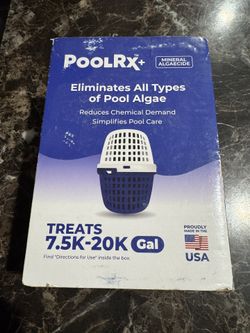 POOLRX+
MINERAL
ALGAECIDE
Eliminates All Types
of Pool Algae
Reduces Chemical Demand
Simplifies Pool Care
TREATS
7.5K-20K Gal
Find "Directions for Use" inside the box.
PROUDLY
MADE IN THE
USA